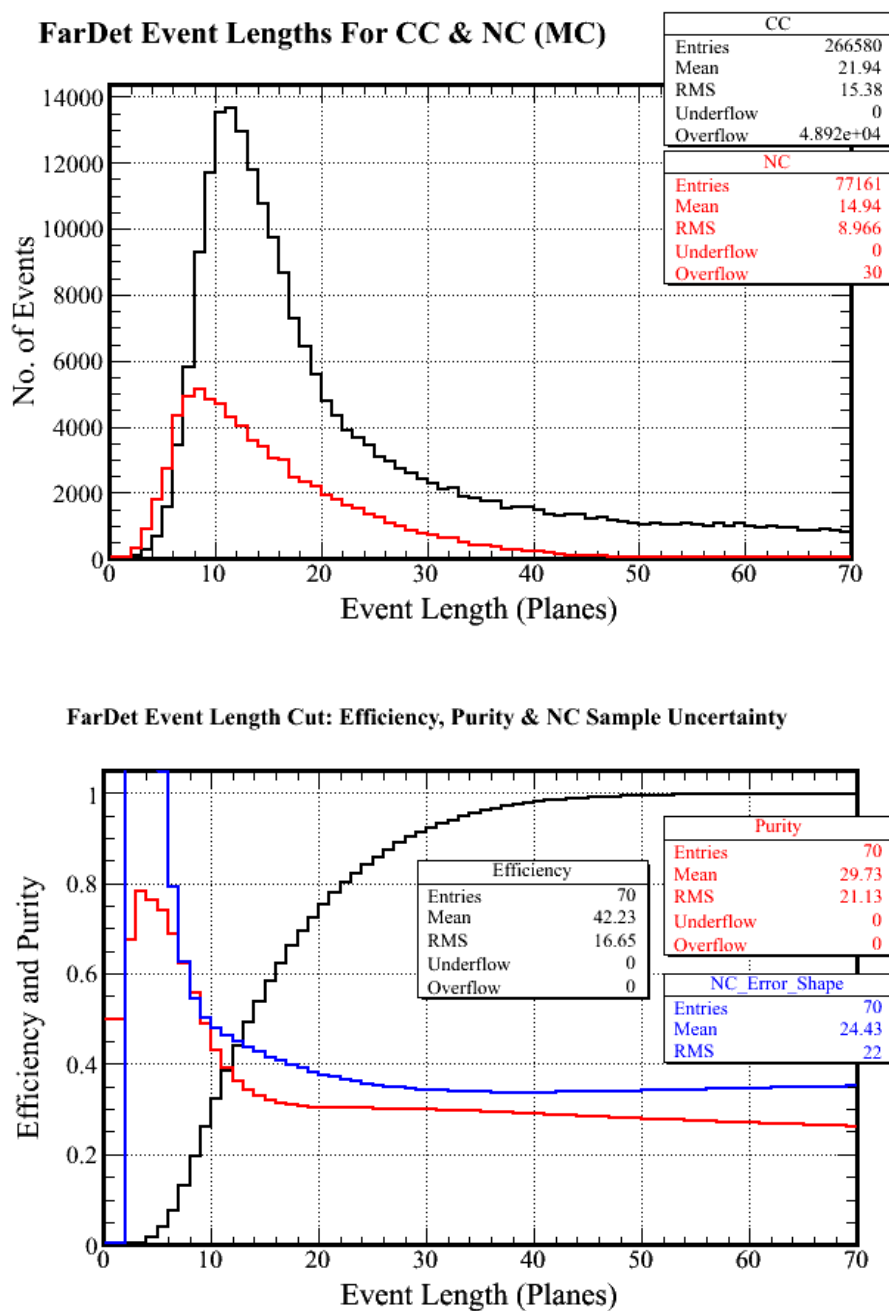 FarDet Event Lengths For CC & NC (MC)
CC
Entries 266580
Mean 21.94
RMS 15.38
Underflow 0
Overflow 4.892e+04
NC
Entries 77161
Mean 14.94
RMS 8.966
Underflow 0
Overflow 30
No. of Events
14000
12000
10000
8000
6000
4000
2000
0
0 10 20 30 40 50 60 70
Event Length (Planes)
FarDet Event Length Cut: Efficiency, Purity & NC Sample Uncertainty
Efficiency and Purity
1
0.8
0.6
0.4
0.2
0
Efficiency
Entries 70
Mean 42.23
RMS 16.65
Underflow 0
Overflow 0
Purity
Entries 70
Mean 29.73
RMS 21.13
Underflow 0
Overflow 0
NC_Error_Shape
Entries 70
Mean 24.43
RMS 22
0 10 20 30 40 50 60 70
Event Length (Planes)